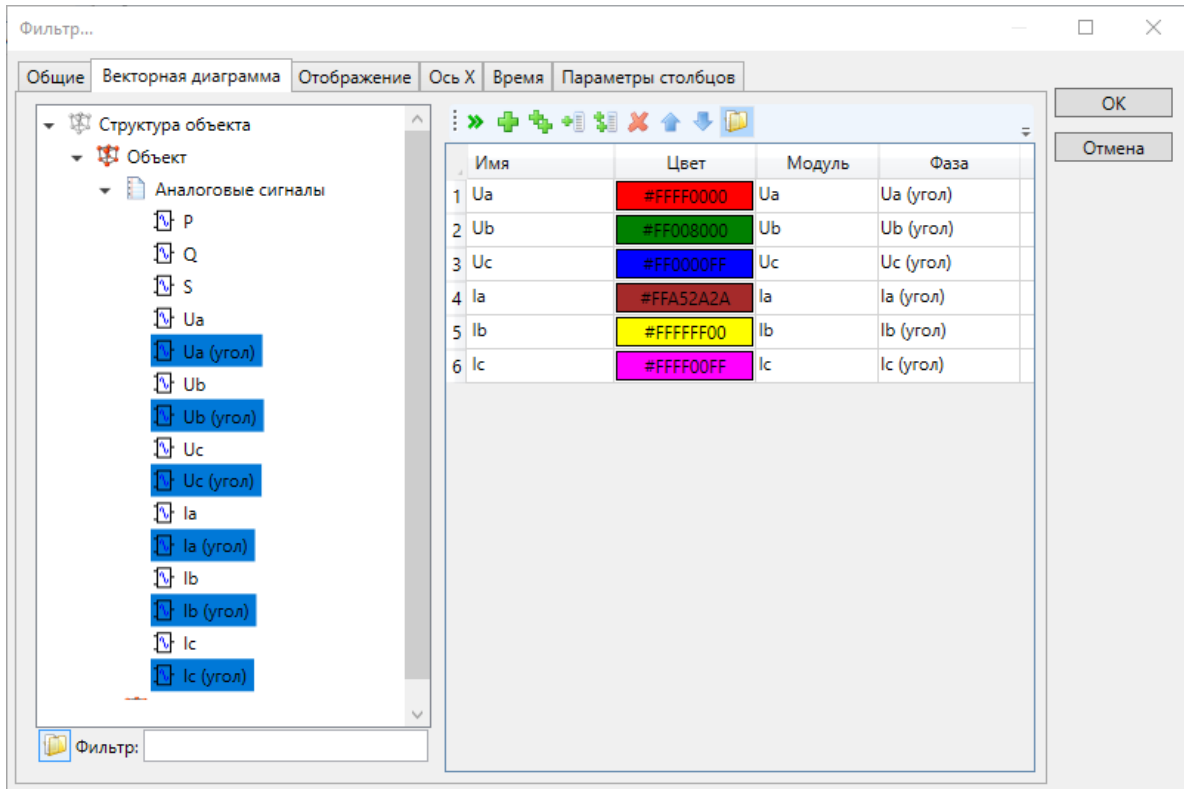 Фильтр...
Общие Векторная диаграмма Отображение Ось X Время Параметры столбцов
OK
Отмена
Структура объекта
Объект
Аналоговые сигналы
P
Q
S
Ua
Ua (угол)
Ub
Ub (угол)
Uc
Uc (угол)
Ia
Ia (угол)
Ib
Ib (угол)
Ic
Ic (угол)
Фильтр:
Имя Цвет Модуль Фаза
1 Ua #FFFF0000 Ua Ua (угол)
2 Ub #FF008000 Ub Ub (угол)
3 Uc #FF0000FF Uc Uc (угол)
4 Ia #FFA52A2A Ia Ia (угол)
5 Ib #FFFFFF00 Ib Ib (угол)
6 Ic #FFFF00FF Ic Ic (угол)